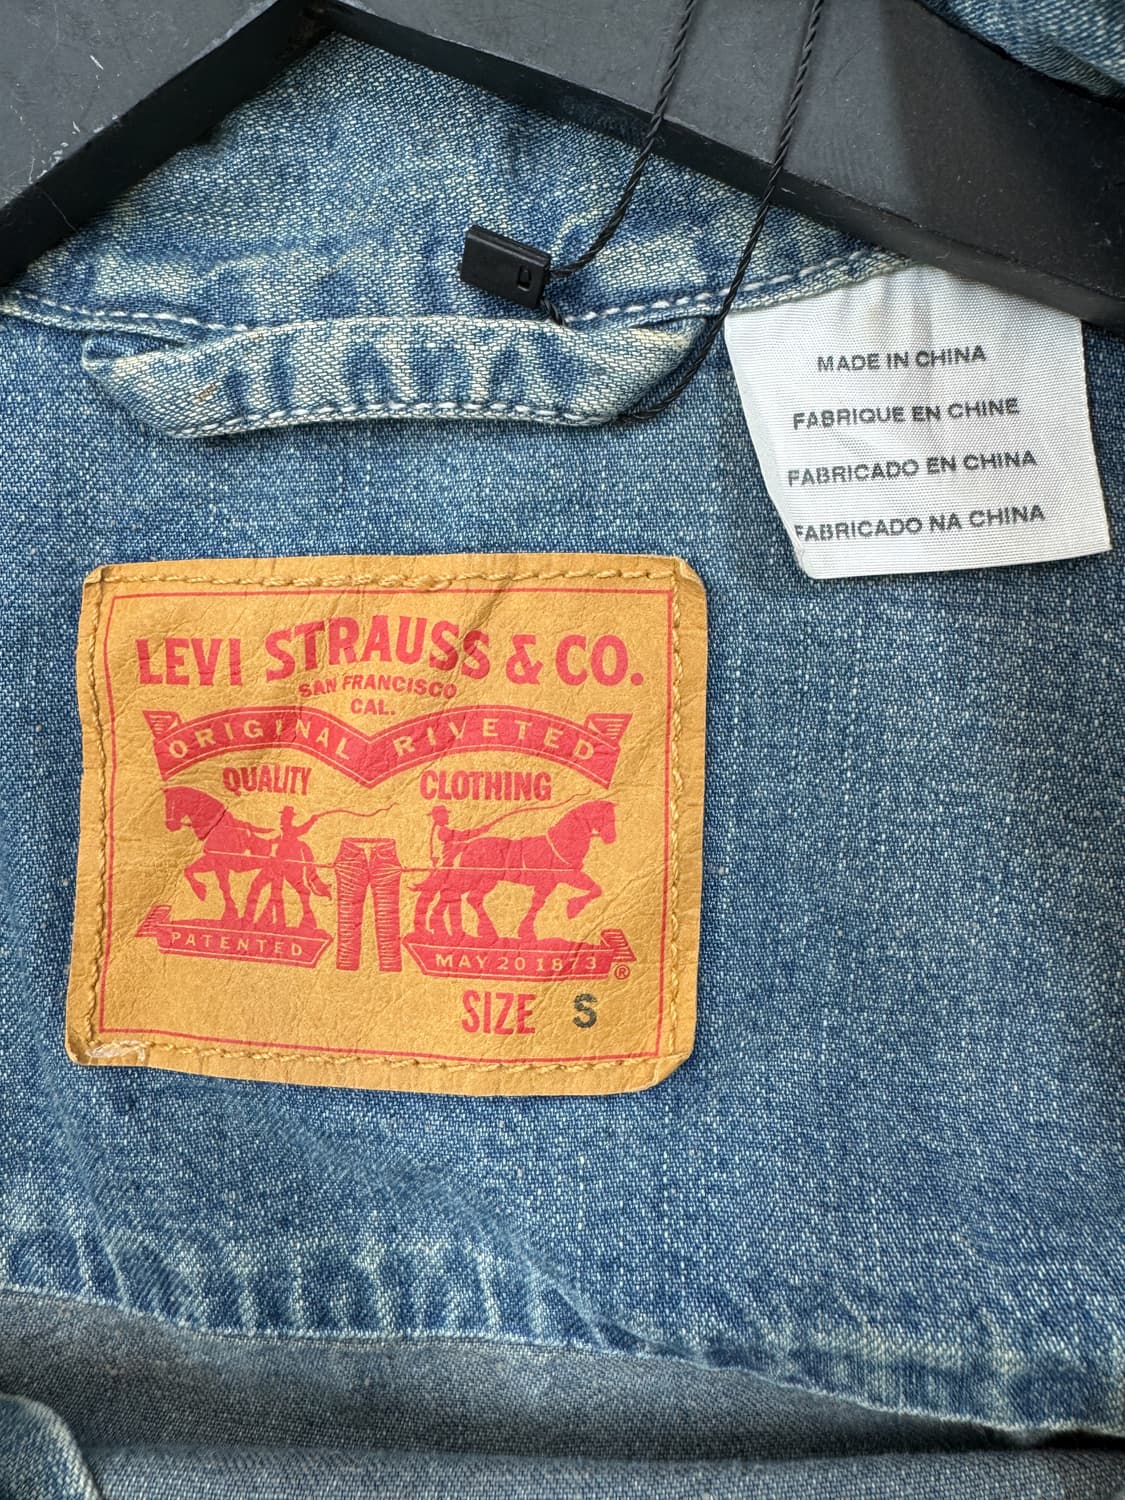 MADE IN CHINA
FABRIQUE EN CHINE
FABRICADO EN CHINA
FABRICADO NA CHINA
LEVI STRAUSS & CO.
SAN FRANCISCO
CAL.
ORIGINAL RIVETED
QUALITY CLOTHING
PATENTED MAY 20 1873 ®
SIZE S